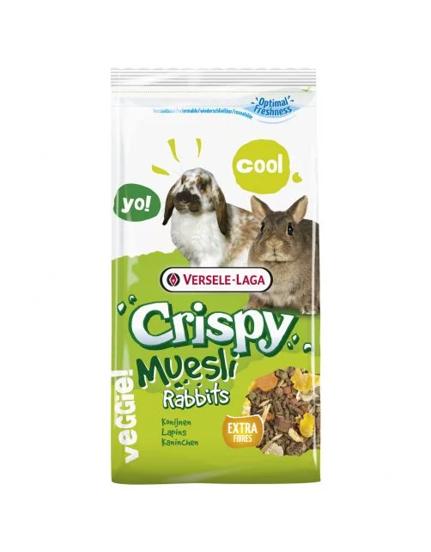 Optimal
Freshness
cool
yo!
VERSELE-LAGA
Crispy
Muesli
Rabbits
Konijnen
Lapins
Kaninchen
EXTRA
FIBRES
veggie!